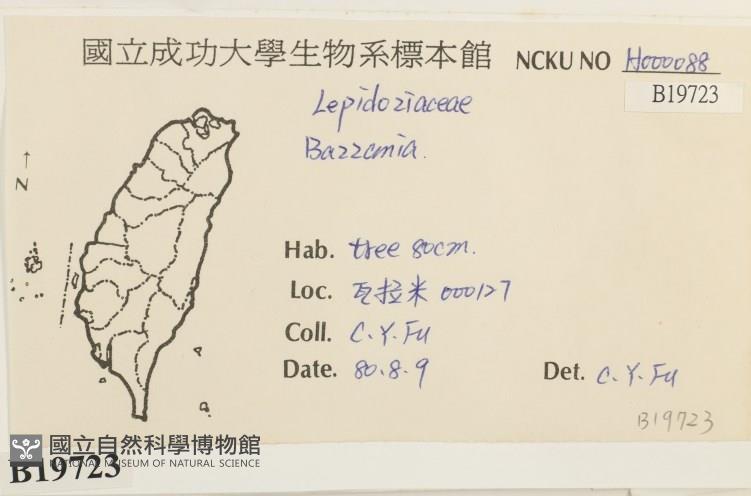 國立成功大學生物系標本館 NCKU NO H000088
B19723
Lepidoziaceae
Bazzania.
N
Hab. tree 80cm.
Loc. 瓦拉米 000127
Coll. C.Y.Fu
Date. 80.8.9 Det. C.Y.Fu
B19723
國立自然科學博物館
NATIONAL MUSEUM OF NATURAL SCIENCE
B19723